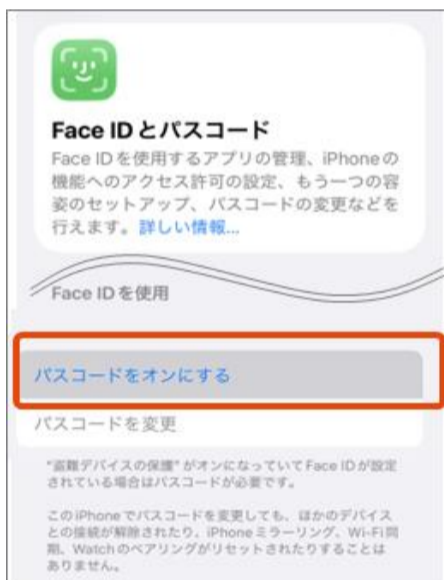 Face IDとパスコード
Face IDを使用するアプリの管理、iPhoneの
機能へのアクセス許可の設定、もう一つの容
姿のセットアップ、パスコードの変更などを
行えます。詳しい情報...
Face IDを使用
パスコードをオンにする
パスコードを変更
"盗難デバイスの保護"がオンになっていてFace IDが設定
されている場合はパスコードが必要です。
このiPhoneでパスコードを変更しても、ほかのデバイス
との接続が解除されたり、iPhoneミラーリング、Wi-Fi同
期、Watchのペアリングがリセットされたりすることは
ありません。